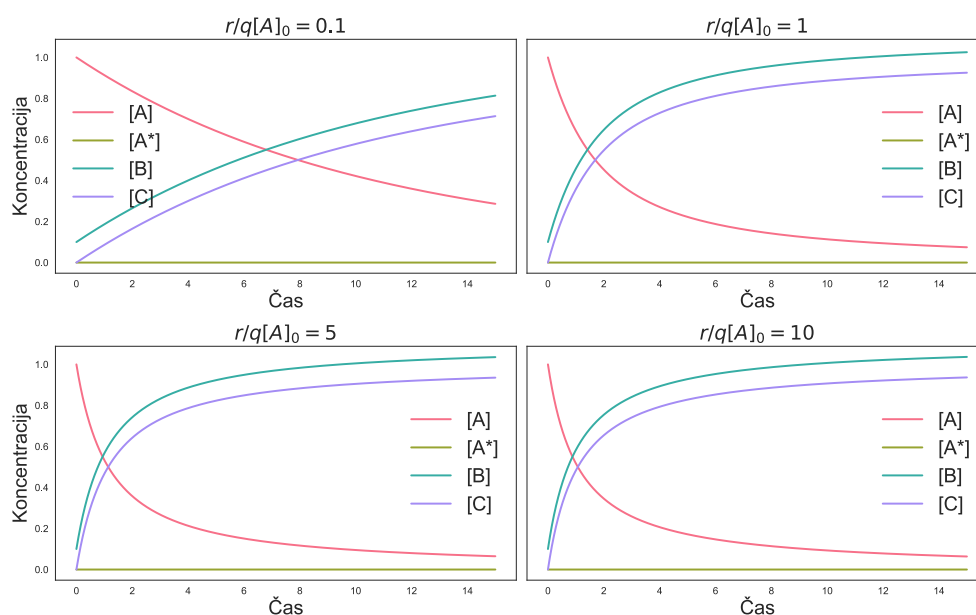 r/q[A]₀ = 0.1
Koncentracija
1.0
0.8
0.6
0.4
0.2
0.0
[A]
[A*]
[B]
[C]
0 2 4 6 8 10 12 14
Čas
r/q[A]₀ = 1
[A]
[A*]
[B]
[C]
0 2 4 6 8 10 12 14
Čas
r/q[A]₀ = 5
Koncentracija
1.0
0.8
0.6
0.4
0.2
0.0
[A]
[A*]
[B]
[C]
0 2 4 6 8 10 12 14
Čas
r/q[A]₀ = 10
[A]
[A*]
[B]
[C]
0 2 4 6 8 10 12 14
Čas